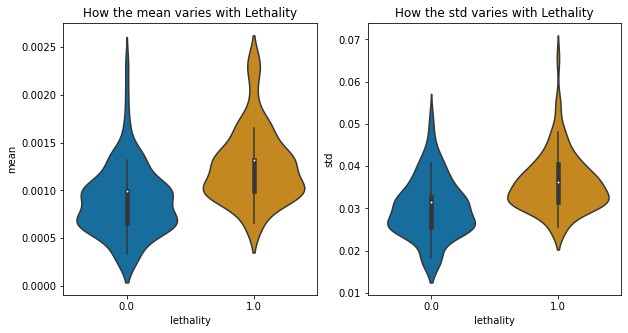 How the mean varies with Lethality
0.0025
0.0020
0.0015
0.0010
0.0005
0.0000
mean
0.0
1.0
lethality
How the std varies with Lethality
0.07
0.06
0.05
0.04
0.03
0.02
0.01
std
0.0
1.0
lethality